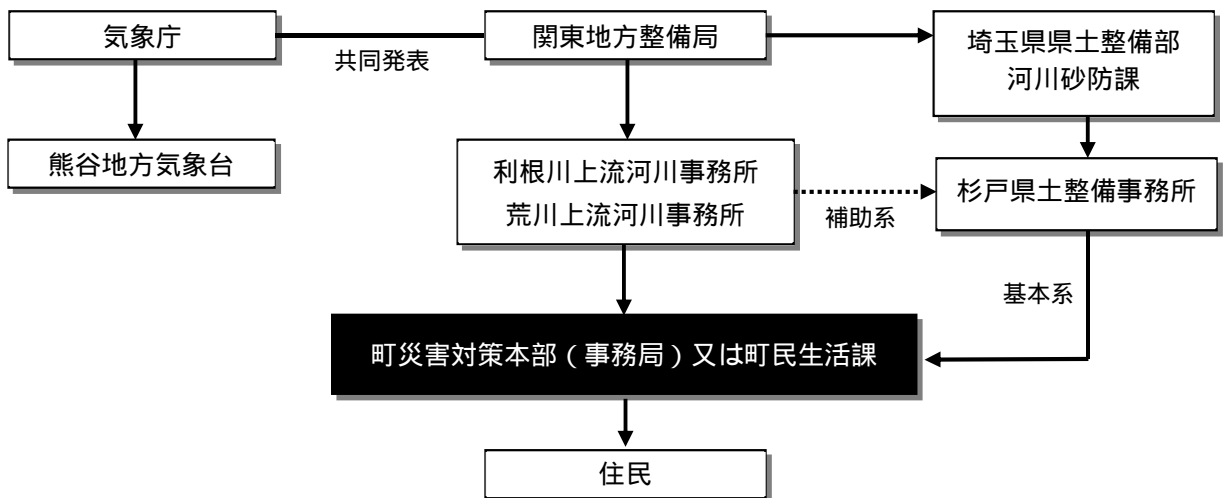 気象庁
共同発表
関東地方整備局
埼玉県県土整備部
河川砂防課
熊谷地方気象台
利根川上流河川事務所
荒川上流河川事務所
補助系
杉戸県土整備事務所
基本系
町災害対策本部（事務局）又は町民生活課
住民